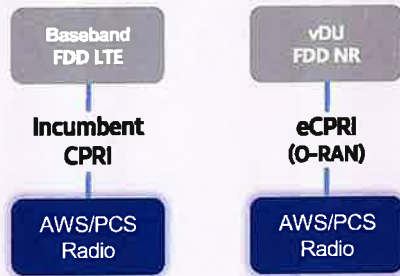 Baseband
FDD LTE
Incumbent
CPRI
AWS/PCS
Radio
vDU
FDD NR
eCPRI
(O-RAN)
AWS/PCS
Radio